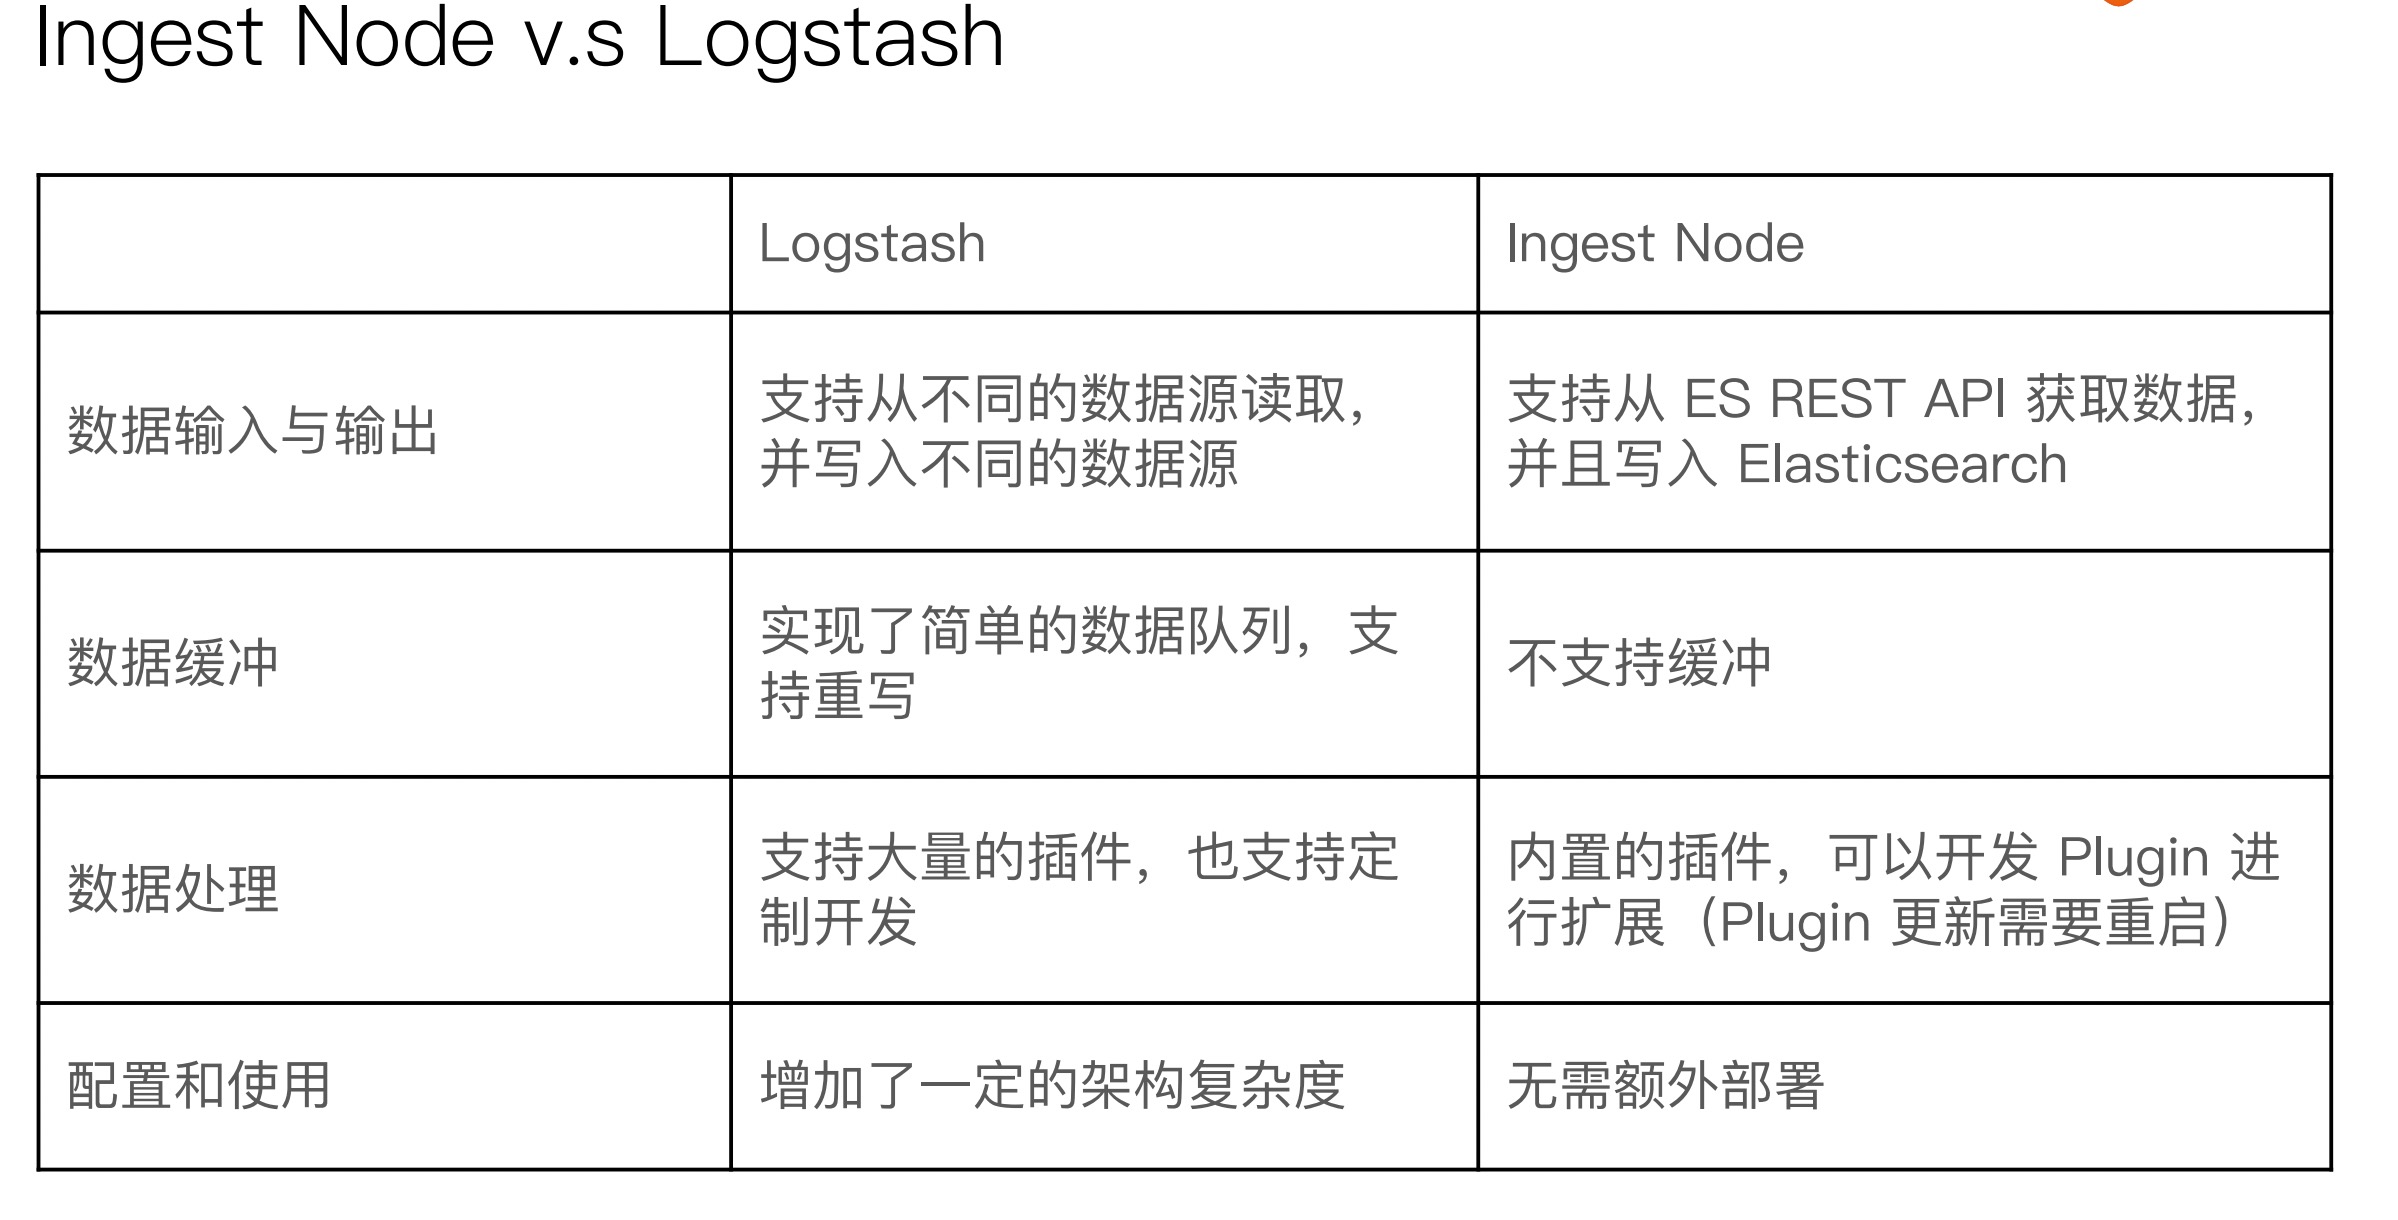 Ingest Node v.s Logstash
Logstash
Ingest Node
数据输入与输出
支持从不同的数据源读取，
并写入不同的数据源
支持从 ES REST API 获取数据，
并且写入 Elasticsearch
数据缓冲
实现了简单的数据队列，支
持重写
不支持缓冲
数据处理
支持大量的插件，也支持定
制开发
内置的插件，可以开发 Plugin 进
行扩展（Plugin 更新需要重启）
配置和使用
增加了一定的架构复杂度
无需额外部署